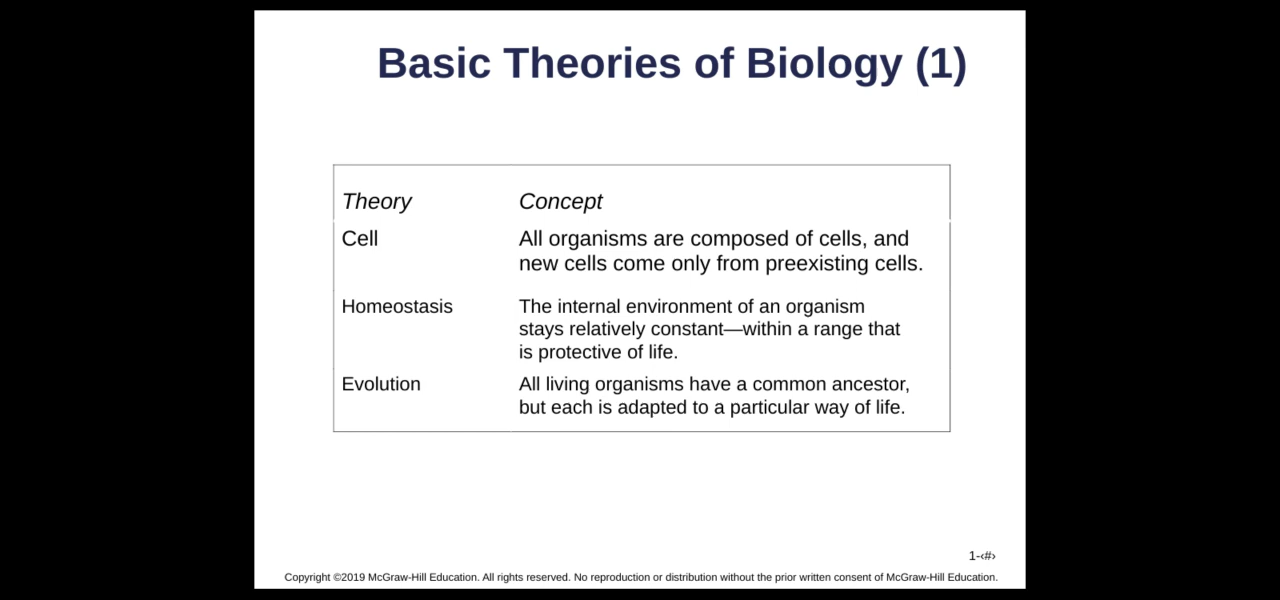 Basic Theories of Biology (1)
Theory Concept
Cell All organisms are composed of cells, and
new cells come only from preexisting cells.
Homeostasis The internal environment of an organism
stays relatively constant—within a range that
is protective of life.
Evolution All living organisms have a common ancestor,
but each is adapted to a particular way of life.
1-‹#›
Copyright ©2019 McGraw-Hill Education. All rights reserved. No reproduction or distribution without the prior written consent of McGraw-Hill Education.